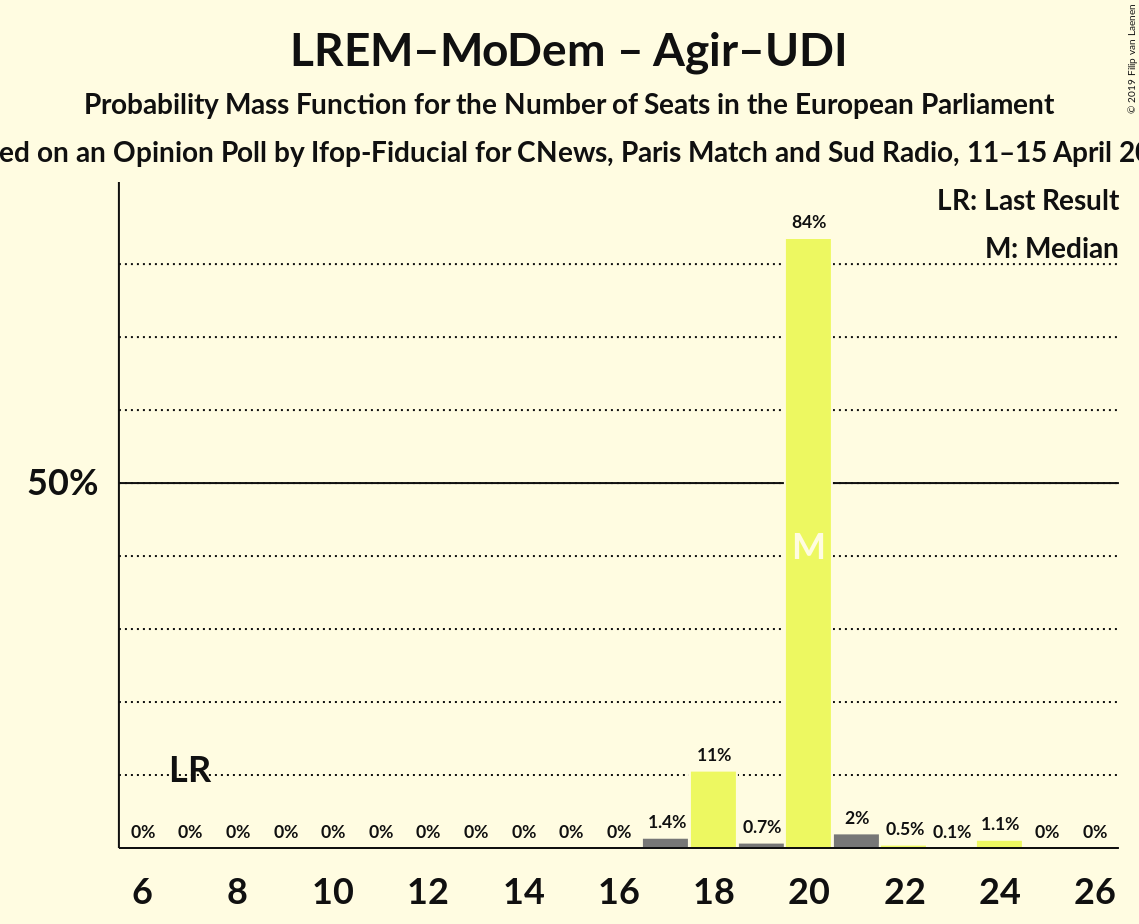 LREM–MoDem – Agir–UDI
Probability Mass Function for the Number of Seats in the European Parliament
on an Opinion Poll by Ifop-Fiducial for CNews, Paris Match and Sud Radio, 11–15 April
© 2019 Filip van Laenen
LR: Last Result
M: Median
84%
50%
M
LR
11%
0% 0% 0% 0% 0% 0% 0% 0% 0% 0% 0% 1.4% 0.7% 2% 0.5% 0.1% 1.1% 0% 0%
6 8 10 12 14 16 18 20 22 24 26